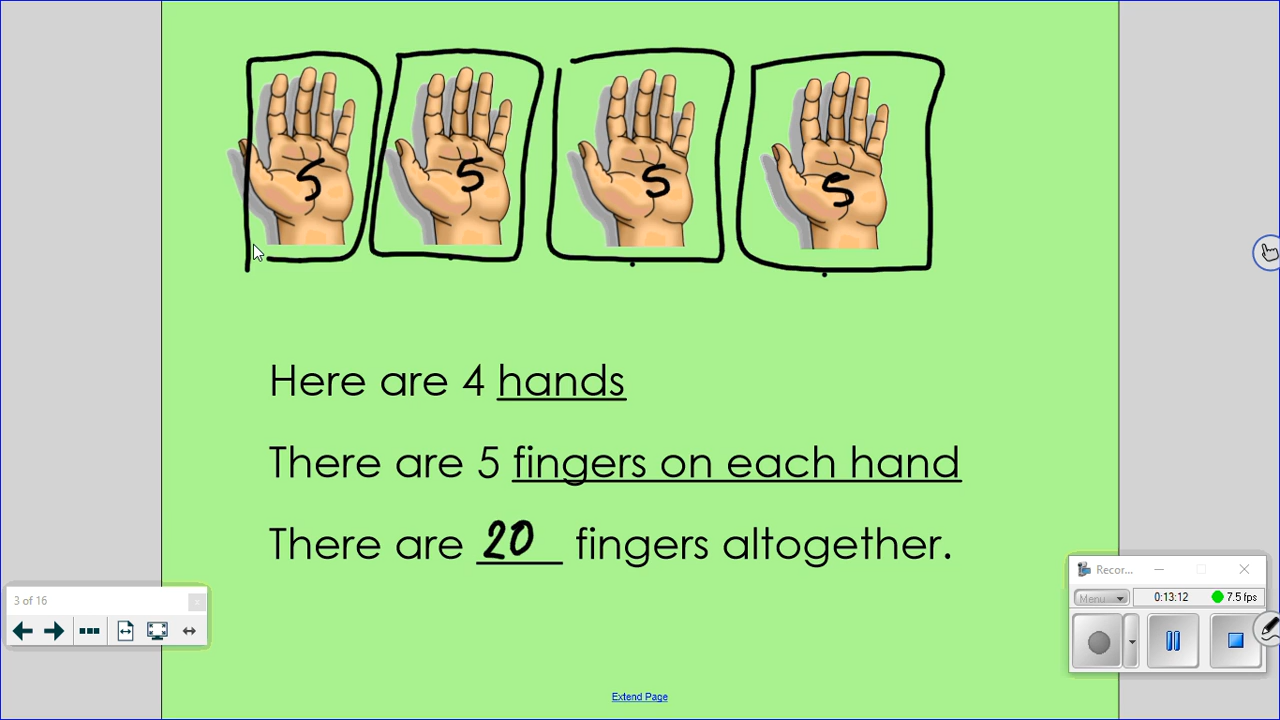 5 5 5 5
Here are 4 hands
There are 5 fingers on each hand
There are 20 fingers altogether.
3 of 16
Recor...
Menu
0:13:12 7.5 fps
Extend Page